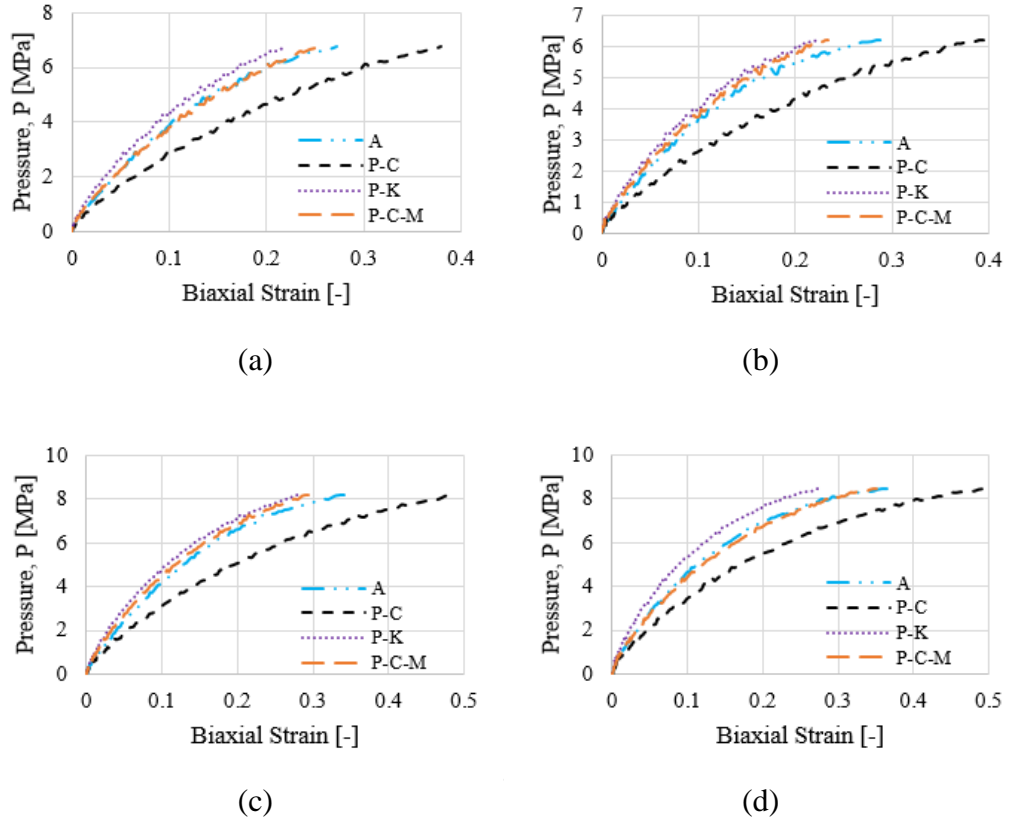 Pressure, P [MPa]
8
6
4
2
0
0
0.1
0.2
0.3
0.4
Biaxial Strain [-]
A
P-C
P-K
P-C-M
(a)
Pressure, P [MPa]
7
6
5
4
3
2
1
0
0
0.1
0.2
0.3
0.4
Biaxial Strain [-]
A
P-C
P-K
P-C-M
(b)
Pressure, P [MPa]
10
8
6
4
2
0
0
0.1
0.2
0.3
0.4
0.5
Biaxial Strain [-]
A
P-C
P-K
P-C-M
(c)
Pressure, P [MPa]
10
8
6
4
2
0
0
0.1
0.2
0.3
0.4
0.5
Biaxial Strain [-]
A
P-C
P-K
P-C-M
(d)